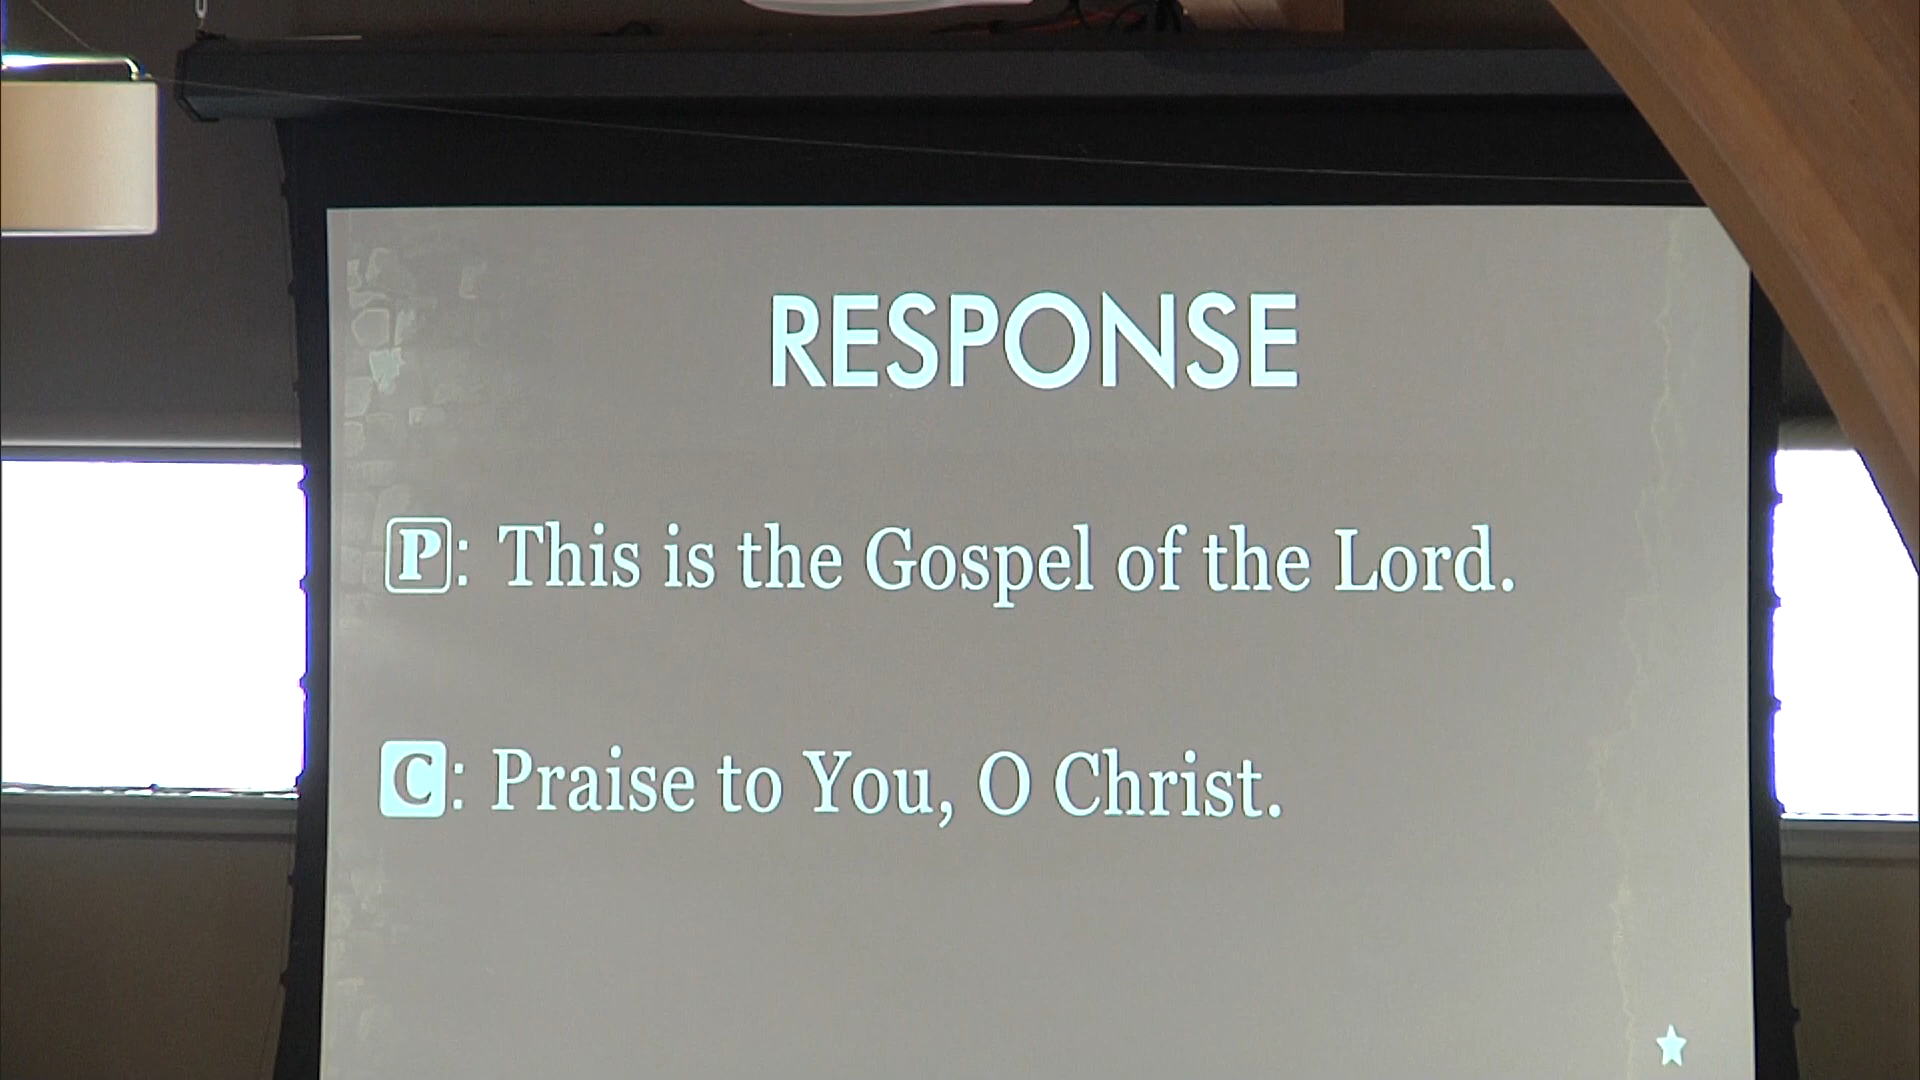 RESPONSE
P: This is the Gospel of the Lord.
C: Praise to You, O Christ.